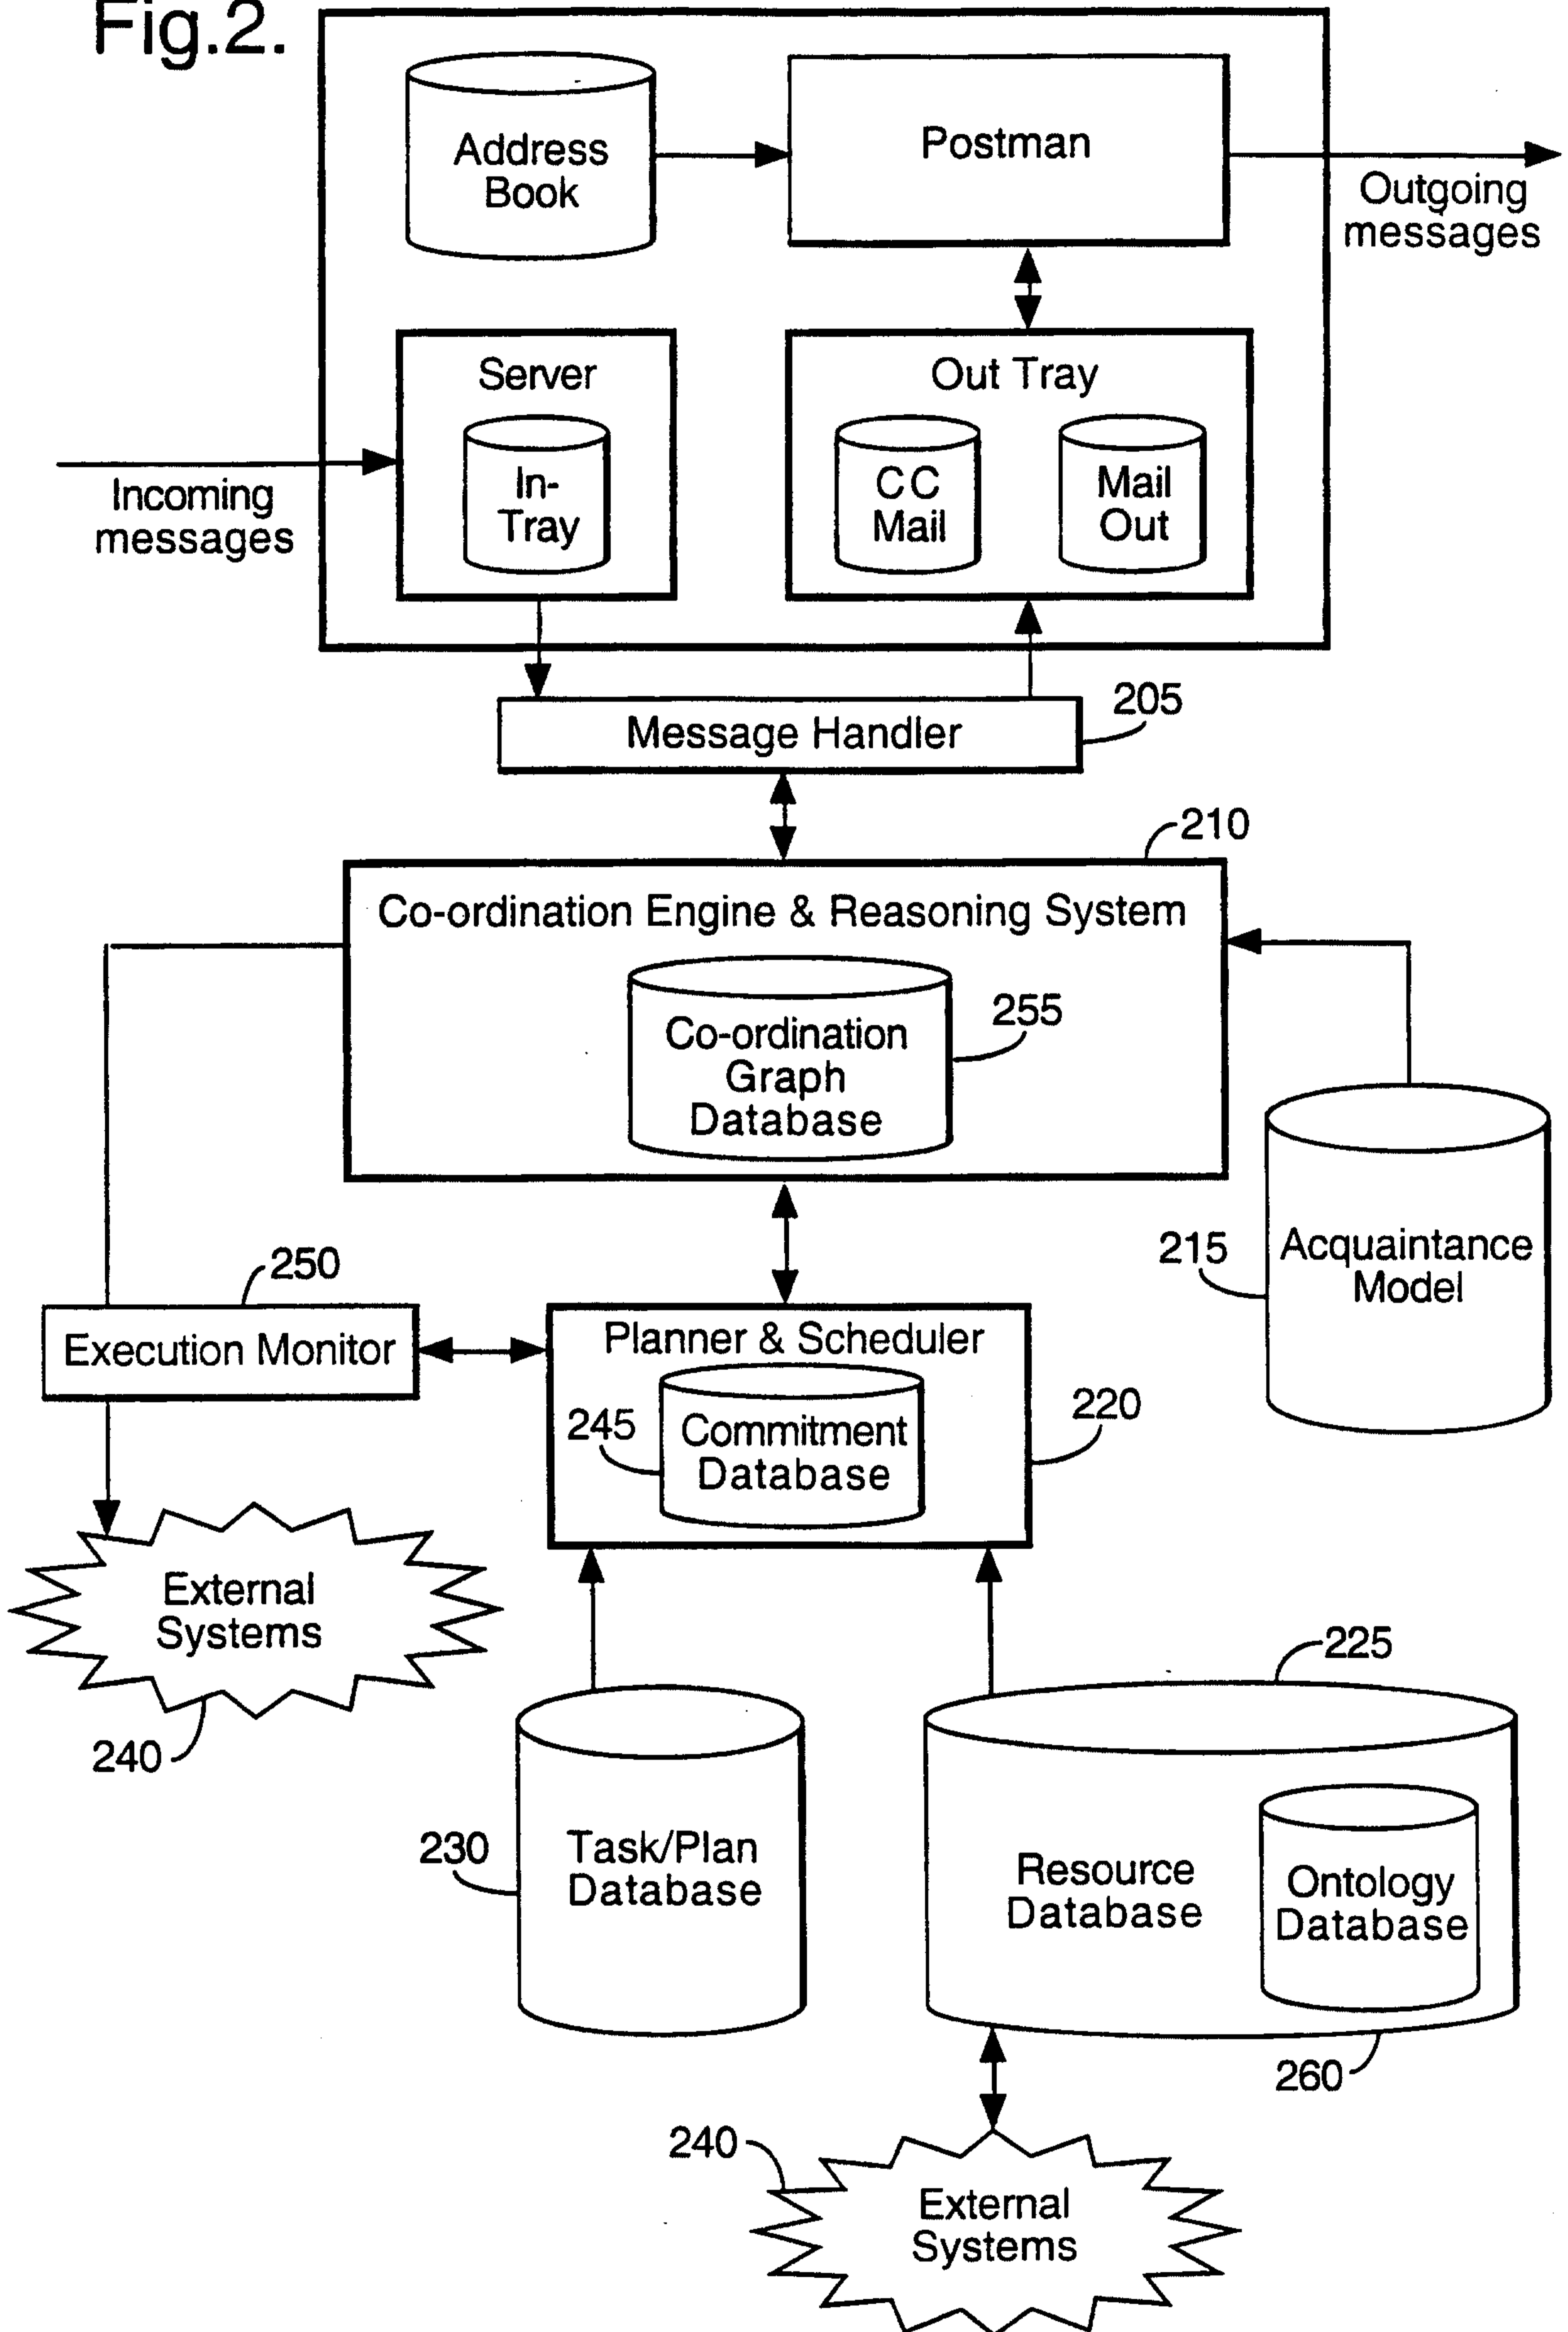 Fig.2.
Address
Book
Postman
Outgoing
messages
Server
In-
Tray
Out Tray
CC
Mail
Mail
Out
Incoming
messages
Message Handler
205
210
Co-ordination Engine & Reasoning System
Co-ordination
Graph
Database
255
215
Acquaintance
Model
250
Execution Monitor
Planner & Scheduler
245
Commitment
Database
220
External
Systems
240
225
230
Task/Plan
Database
Resource
Database
Ontology
Database
260
240
External
Systems